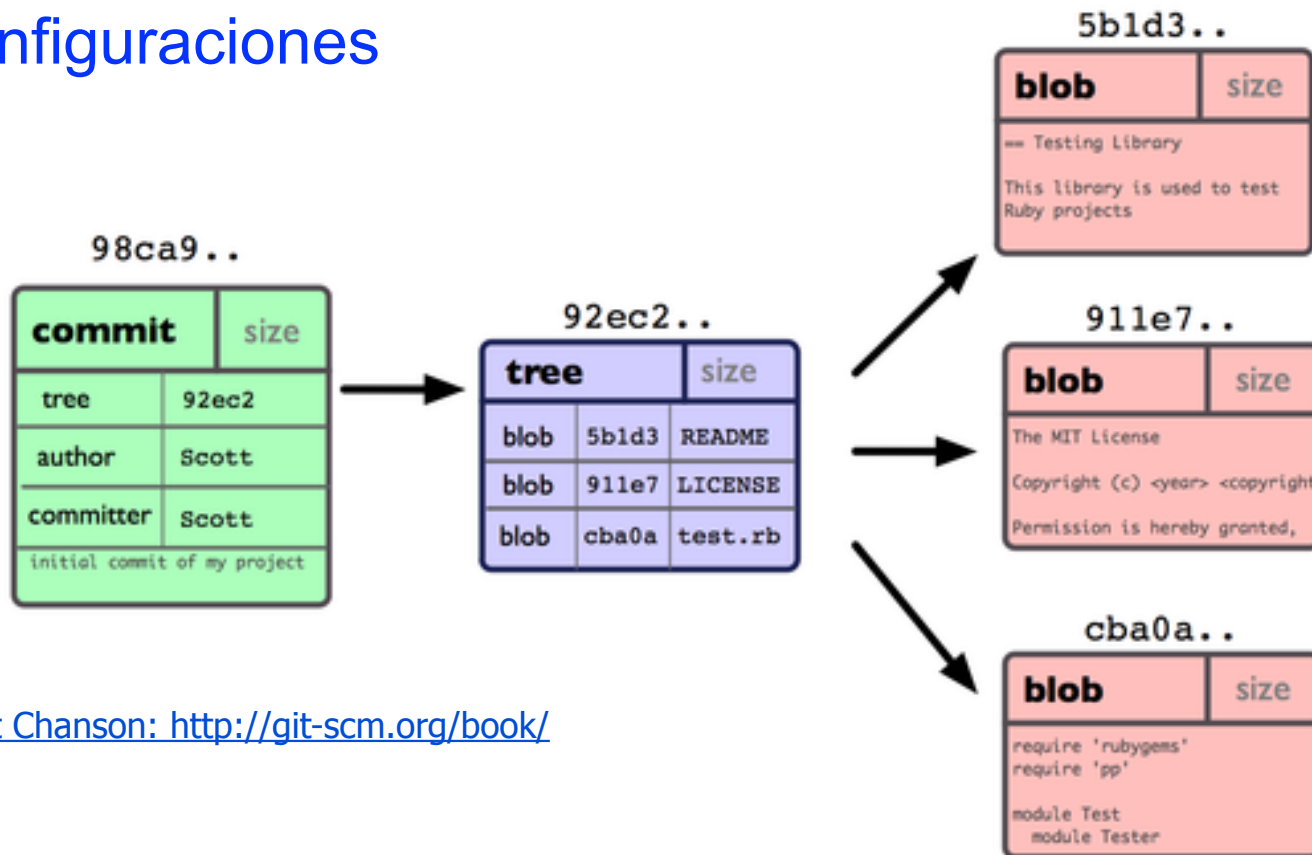 nfiguraciones
98ca9..
commit size
tree 92ec2
author Scott
committer Scott
initial commit of my project
92ec2..
tree size
blob 5b1d3 README
blob 911e7 LICENSE
blob cba0a test.rb
5b1d3..
blob size
== Testing Library
This library is used to test
Ruby projects
911e7..
blob size
The MIT License
Copyright (c) <year> <copyright
Permission is hereby granted,
cba0a..
blob size
require 'rubygems'
require 'pp'
module Test
module Tester
Chanson: http://git-scm.org/book/